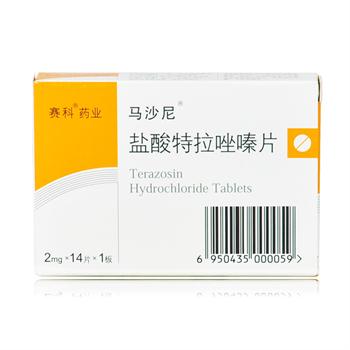 赛科®药业
马沙尼®
盐酸特拉唑嗪片
Terazosin
Hydrochloride Tablets
2mg×14片×1板
6 950435 000059 >